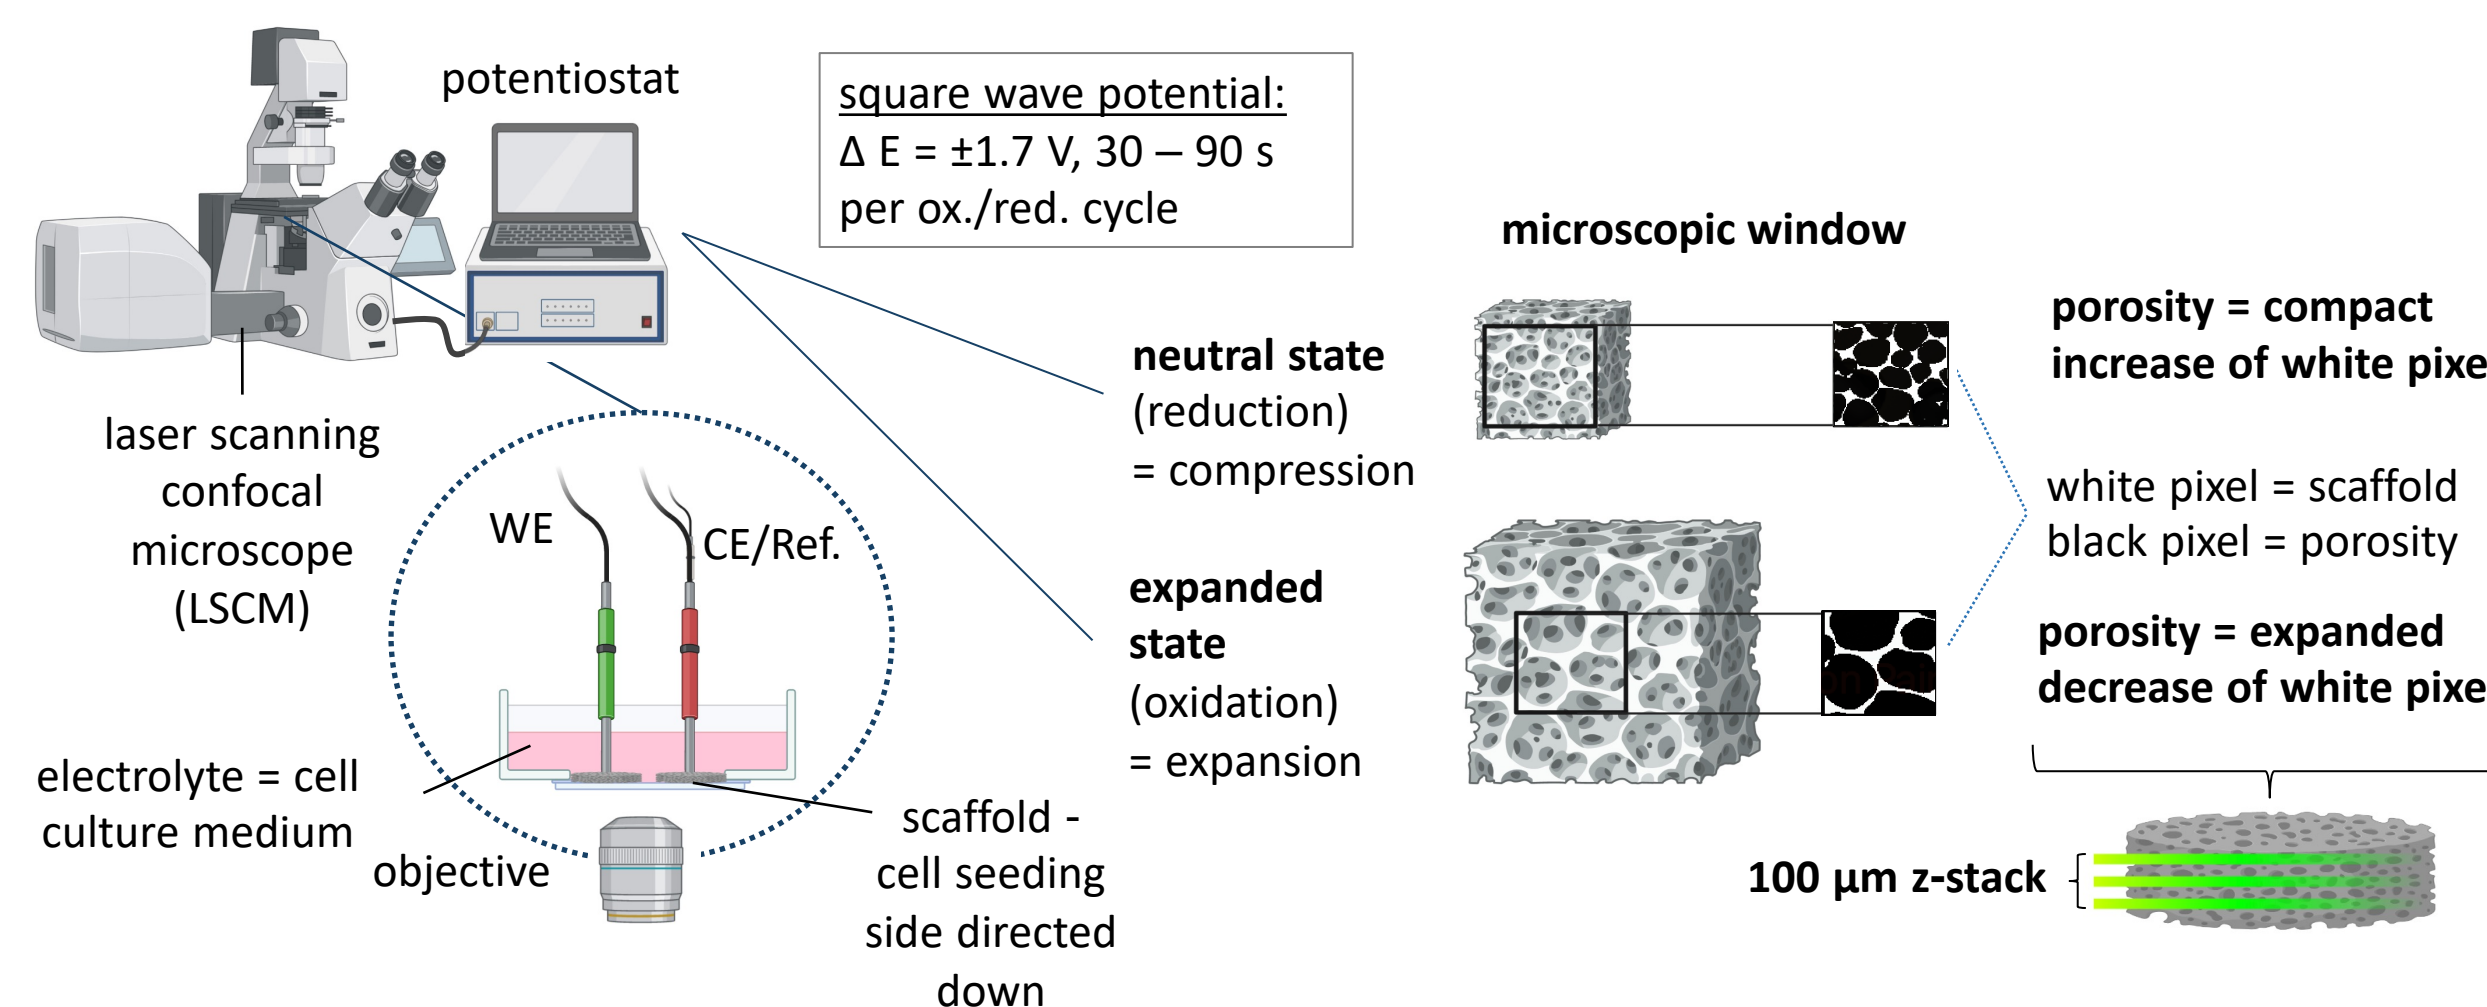 potentiostat
square wave potential:
Δ E = ±1.7 V, 30 – 90 s
per ox./red. cycle
laser scanning
confocal
microscope
(LSCM)
WE
CE/Ref.
electrolyte = cell
culture medium
objective
scaffold -
cell seeding
side directed
down
neutral state
(reduction)
= compression
expanded
state
(oxidation)
= expansion
microscopic window
porosity = compact
increase of white pixe
white pixel = scaffold
black pixel = porosity
porosity = expanded
decrease of white pixe
100 µm z-stack